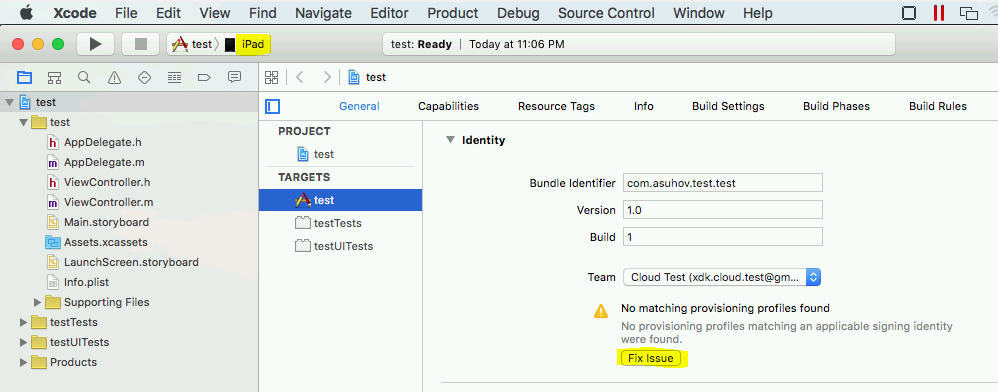 Xcode File Edit View Find Navigate Editor Product Debug Source Control Window Help
test iPad
test: Ready | Today at 11:06 PM
test
General Capabilities Resource Tags Info Build Settings Build Phases Build Rules
test
test
h AppDelegate.h
m AppDelegate.m
h ViewController.h
m ViewController.m
Main.storyboard
Assets.xcassets
LaunchScreen.storyboard
Info.plist
Supporting Files
testTests
testUITests
Products
PROJECT
test
TARGETS
test
testTests
testUITests
Identity
Bundle Identifier com.asuhov.test.test
Version 1.0
Build 1
Team Cloud Test (xdk.cloud.test@gm...
No matching provisioning profiles found
No provisioning profiles matching an applicable signing identity
were found.
Fix Issue